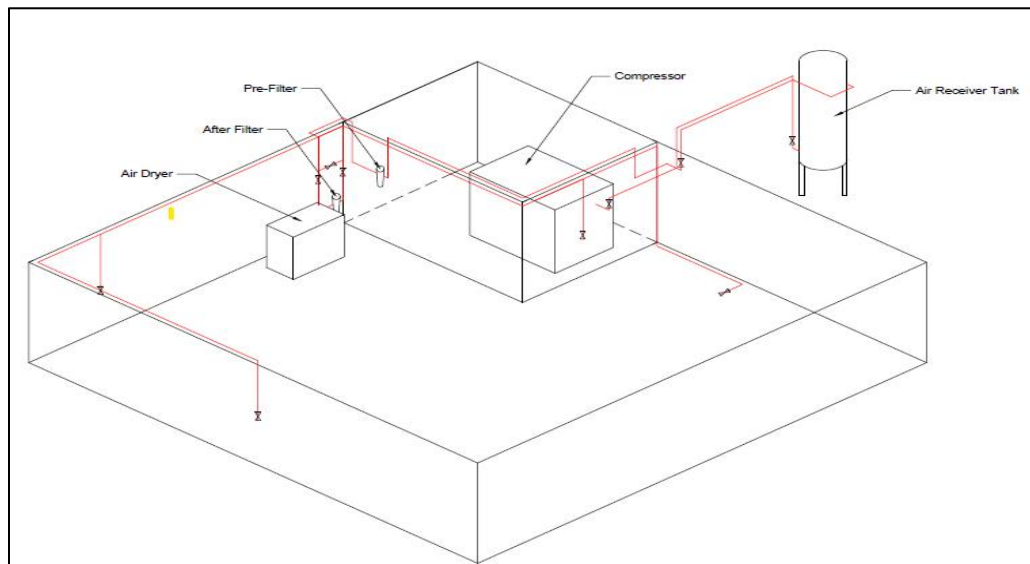 Compressor
Pre-Filter
Air Receiver Tank
After Filter
Air Dryer